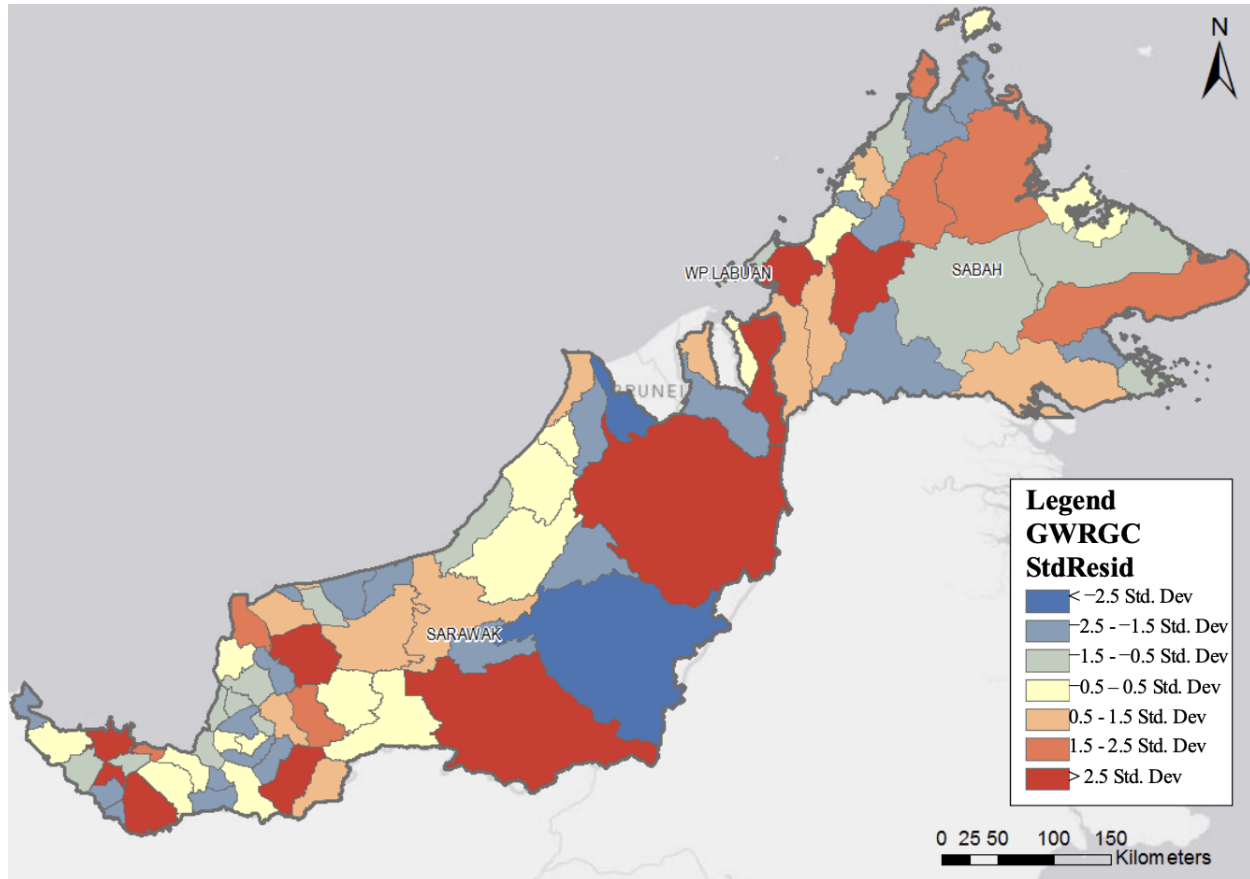 N
WP.LABUAN
SABAH
BRUNEI
SARAWAK
Legend
GWRGC
StdResid
< −2.5 Std. Dev
−2.5 - −1.5 Std. Dev
−1.5 - −0.5 Std. Dev
−0.5 – 0.5 Std. Dev
0.5 - 1.5 Std. Dev
1.5 - 2.5 Std. Dev
> 2.5 Std. Dev
0 25 50 100 150
Kilometers